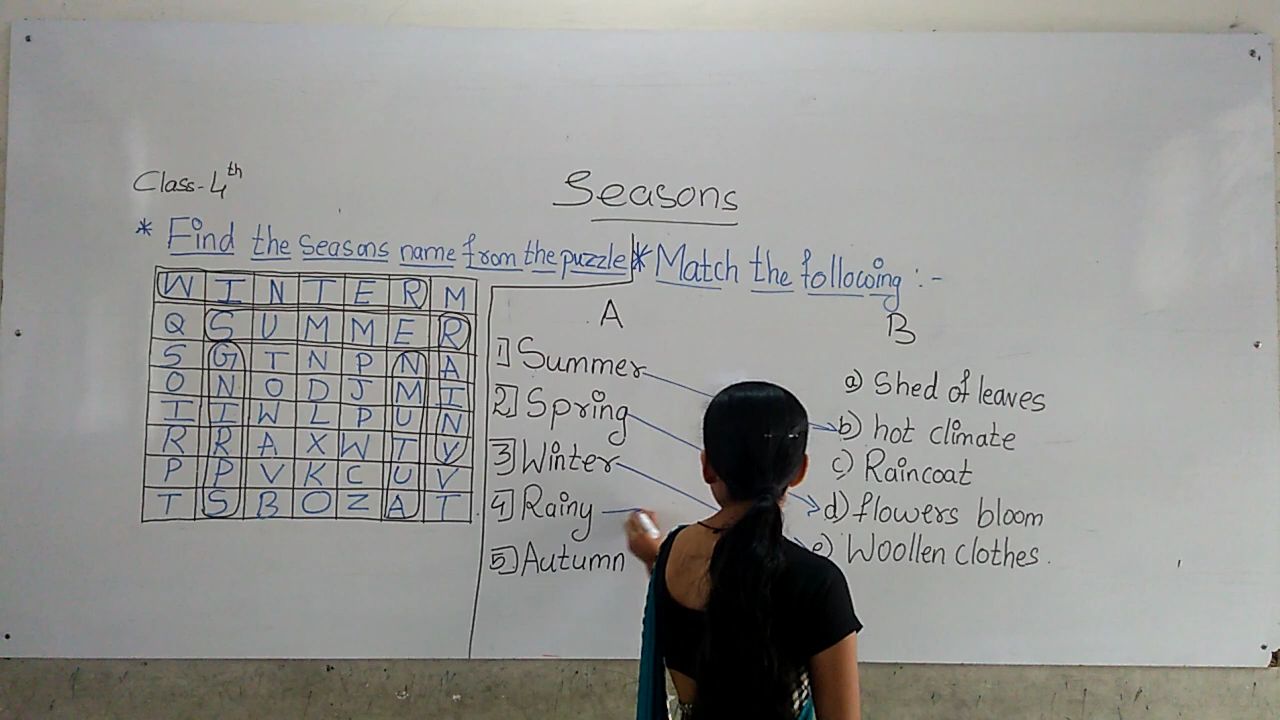 Class-4th
Seasons
* Find the seasons name from the puzzle
W I N T E R M
Q S U M M E R
S G T N P N A
O N O D J M I
I I W L P U N
R R A X W T Y
P P V K C U V
T S B O Z A T
* Match the following :-
A B
1] Summer
a) Shed of leaves
2] Spring
b) hot climate
3] Winter
c) Raincoat
4] Rainy
d) flowers bloom
5] Autumn
e) Woollen clothes.